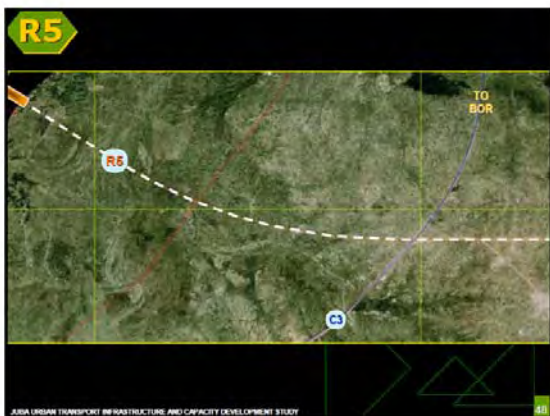 R5
TO
BOR
R5
C3
JUBA URBAN TRANSPORT INFRASTRUCTURE AND CAPACITY DEVELOPMENT STUDY
48